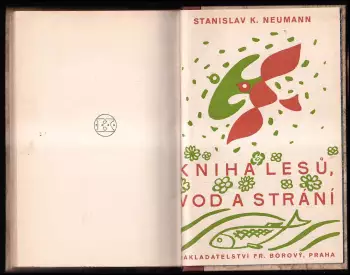 STANISLAV K. NEUMANN
KNIHA LESŮ,
VOD A STRÁNÍ
NAKLADATELSTVÍ FR. BOROVÝ, PRAHA